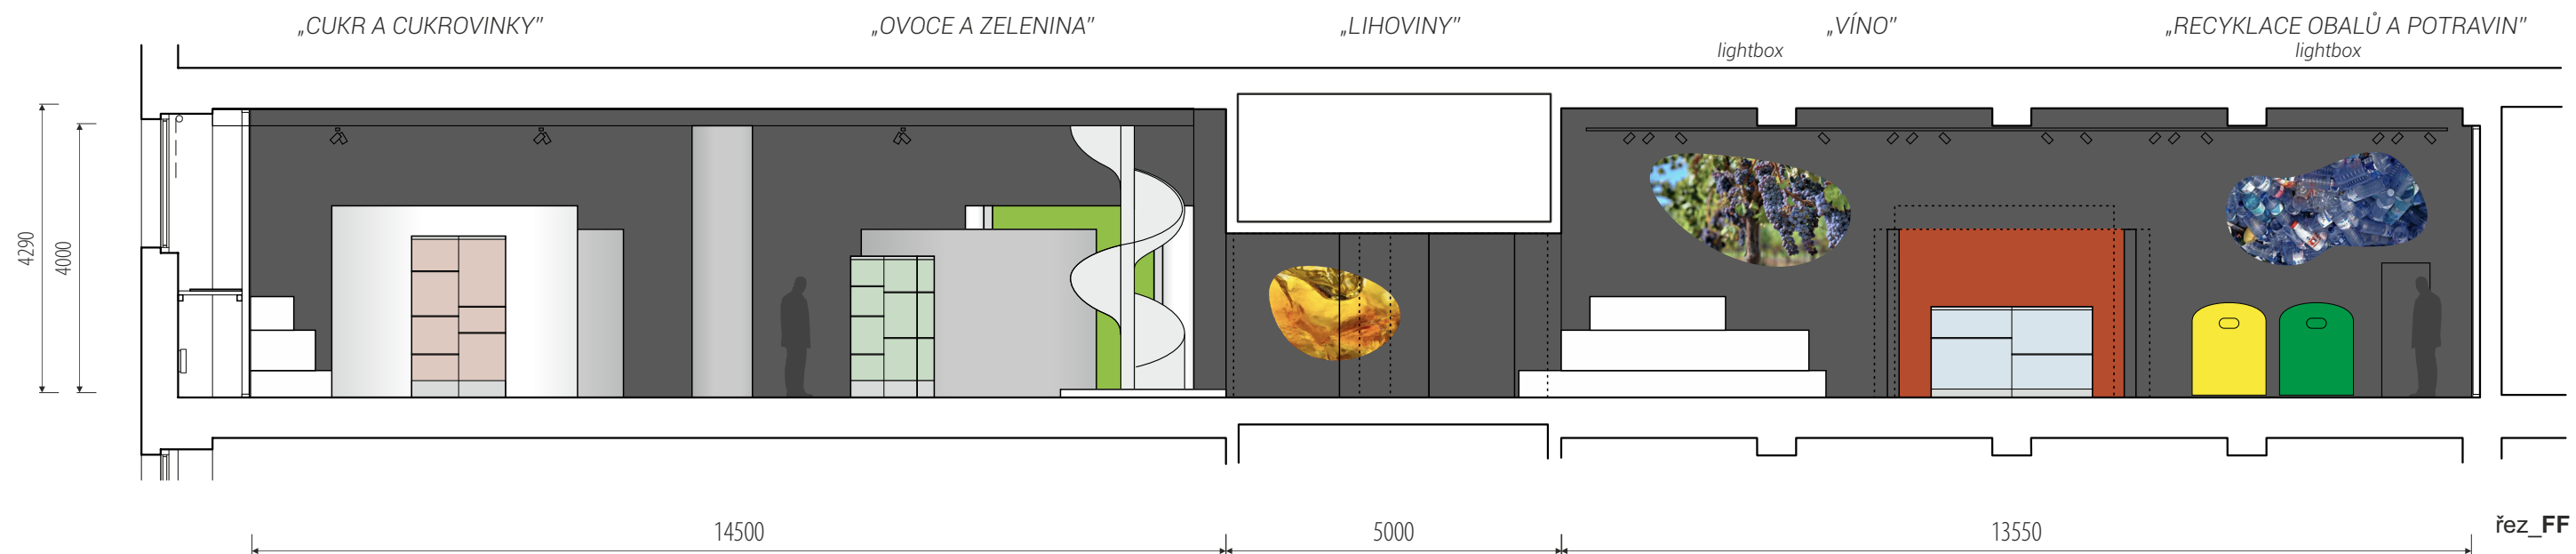 „CUKR A CUKROVINKY"
„OVOCE A ZELENINA"
„LIHOVINY"
„VÍNO"
„RECYKLACE OBALŮ A POTRAVIN"
lightbox
lightbox
4290
4000
14500
5000
13550
řez_FF